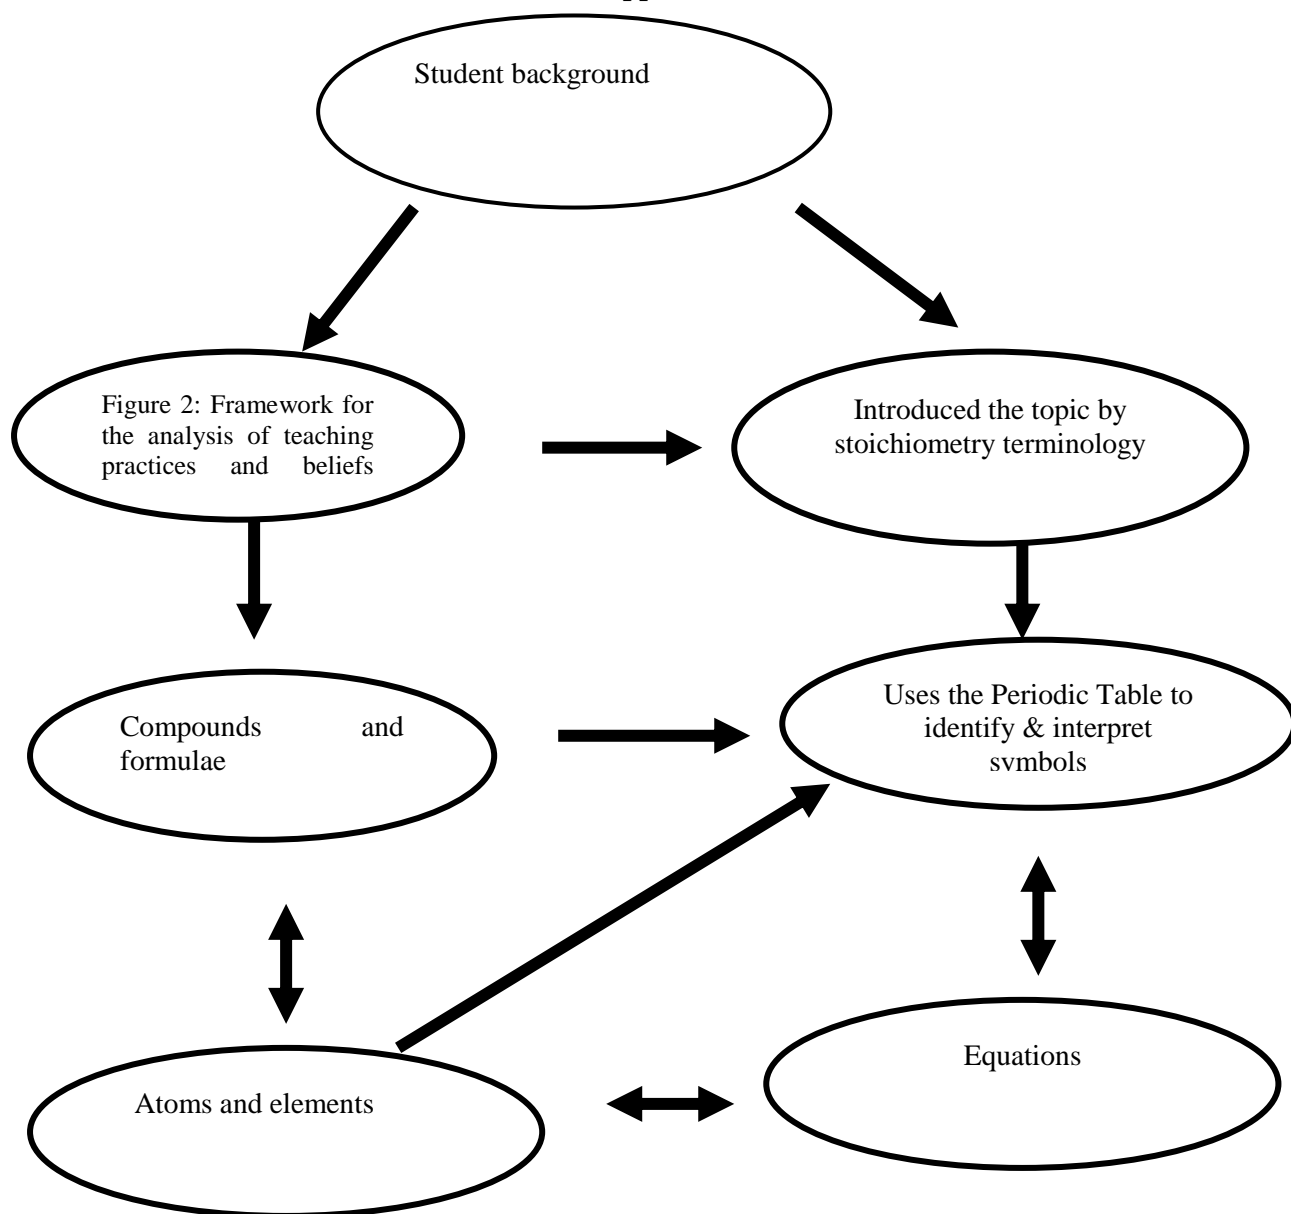 Student background
Figure 2: Framework for
the analysis of teaching
practices and beliefs
Introduced the topic by
stoichiometry terminology
Compounds and
formulae
Uses the Periodic Table to
identify & interpret
symbols
Atoms and elements
Equations